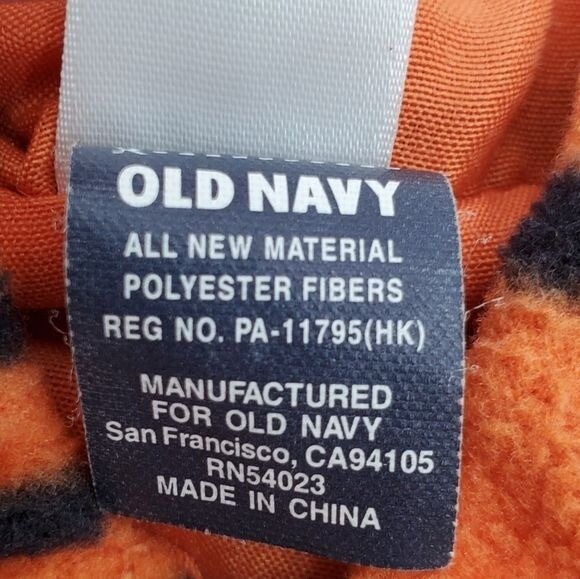 OLD NAVY
ALL NEW MATERIAL
POLYESTER FIBERS
REG NO. PA-11795(HK)
MANUFACTURED
FOR OLD NAVY
San Francisco, CA94105
RN54023
MADE IN CHINA